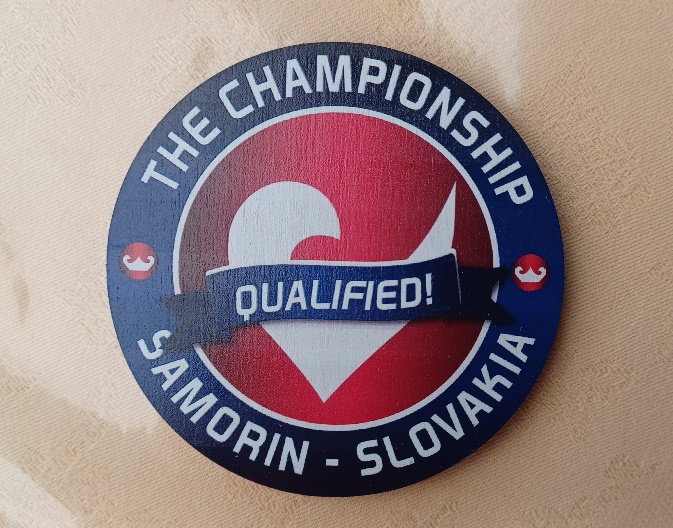 THE CHAMPIONSHIP
QUALIFIED!
SAMORIN - SLOVAKIA